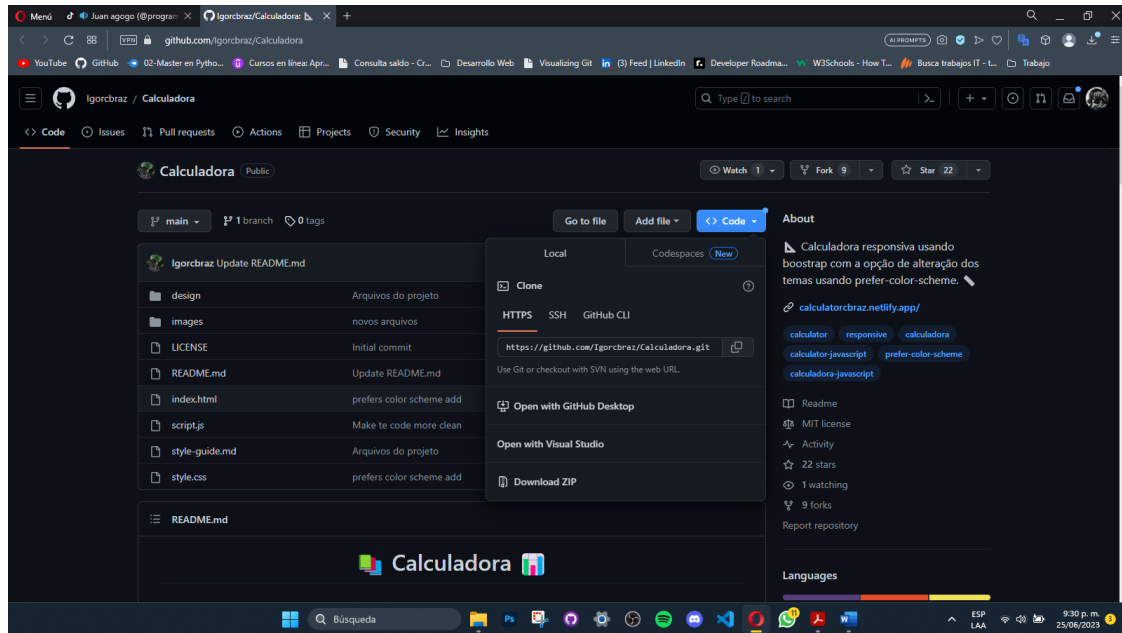 Menú
Juan agogo (@program
Igorcbraz/Calculadora:
VPN
github.com/Igorcbraz/Calculadora
AI PROMPTS
YouTube
GitHub
02-Master en Pytho...
Cursos en línea: Apr...
Consulta saldo - Cr...
Desarrollo Web
Visualizing Git
(3) Feed | LinkedIn
Developer Roadma...
W3Schools - How T...
Busca trabajos IT - t...
Trabajo
Igorcbraz / Calculadora
Type / to search
<> Code
Issues
Pull requests
Actions
Projects
Security
Insights
Calculadora
Public
Watch 1
Fork 9
Star 22
main
1 branch
0 tags
Go to file
Add file
<> Code
Igorcbraz Update README.md
design Arquivos do projeto
images novos arquivos
LICENSE Initial commit
README.md Update README.md
index.html prefers color scheme add
script.js Make te code more clean
style-guide.md Arquivos do projeto
style.css prefers color scheme add
Local
Codespaces New
Clone
HTTPS SSH GitHub CLI
https://github.com/Igorcbraz/Calculadora.git
Use Git or checkout with SVN using the web URL.
Open with GitHub Desktop
Open with Visual Studio
Download ZIP
README.md
Calculadora
About
Calculadora responsiva usando
boostrap com a opção de alteração dos
temas usando prefer-color-scheme.
calculatorcbraz.netlify.app/
calculator responsive calculadora
calculator-javascript prefer-color-scheme
calculadora-javascript
Readme
MIT license
Activity
22 stars
1 watching
9 forks
Report repository
Languages
Búsqueda
Ps
11
ESP
LAA
9:30 p. m.
25/06/2023
3